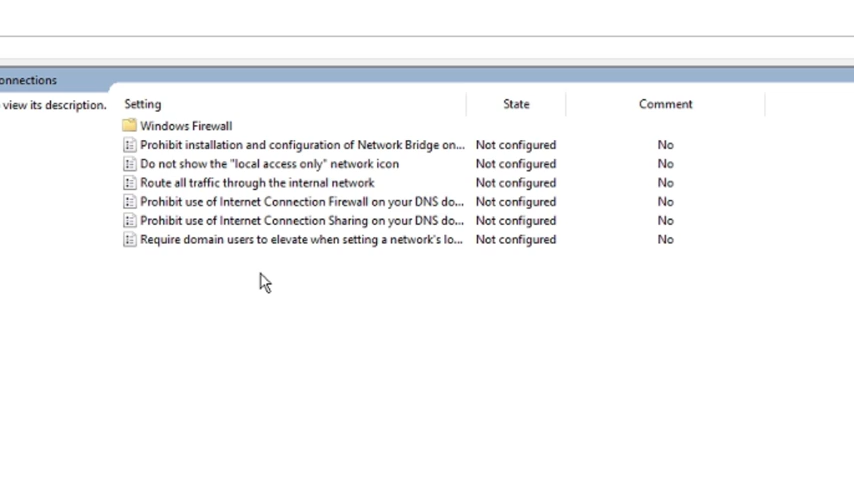 onnections
view its description.
Setting State Comment
Windows Firewall
Prohibit installation and configuration of Network Bridge on... Not configured No
Do not show the "local access only" network icon Not configured No
Route all traffic through the internal network Not configured No
Prohibit use of Internet Connection Firewall on your DNS do... Not configured No
Prohibit use of Internet Connection Sharing on your DNS do... Not configured No
Require domain users to elevate when setting a network's lo... Not configured No